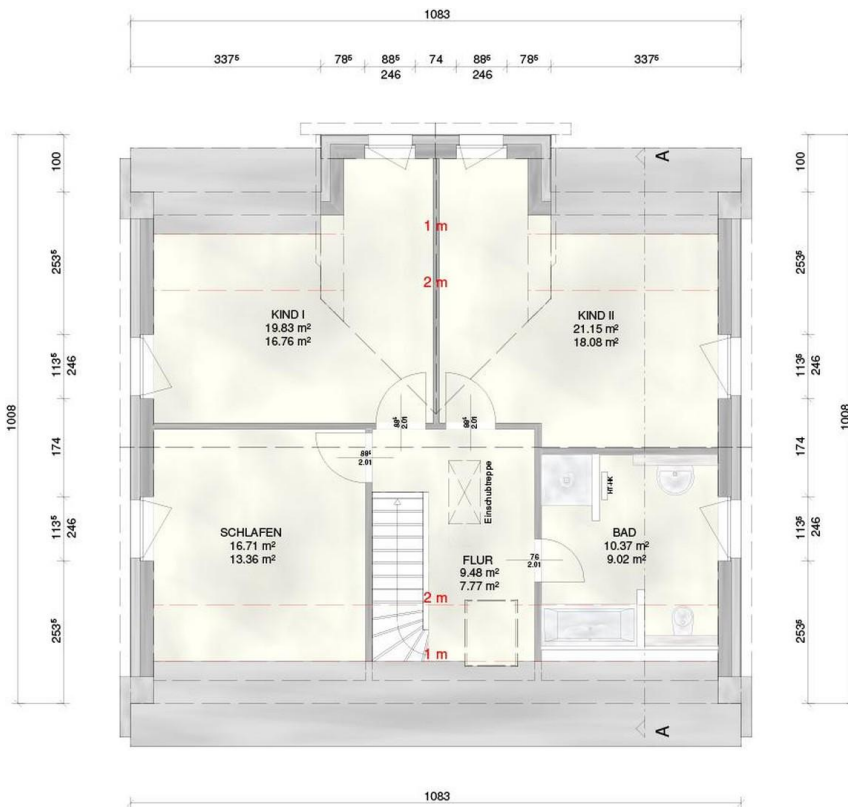 1083
337⁵ 78⁵ 88⁵ 74 88⁵ 78⁵ 337⁵
246 246
100 100
A
253⁵ 253⁵
1 m
2 m
KIND I
19.83 m²
16.76 m²
KIND II
21.15 m²
18.08 m²
113⁵ 246
113⁵ 246
1008 1008
88⁵ 2.01
88⁵ 2.01
174 174
88⁵
2.01
Einschubtreppe
HT-HK
113⁵ 246
113⁵ 246
SCHLAFEN
16.71 m²
13.36 m²
FLUR
9.48 m²
7.77 m²
76
2.01
BAD
10.37 m²
9.02 m²
2 m
253⁵ 253⁵
1 m
A
1083